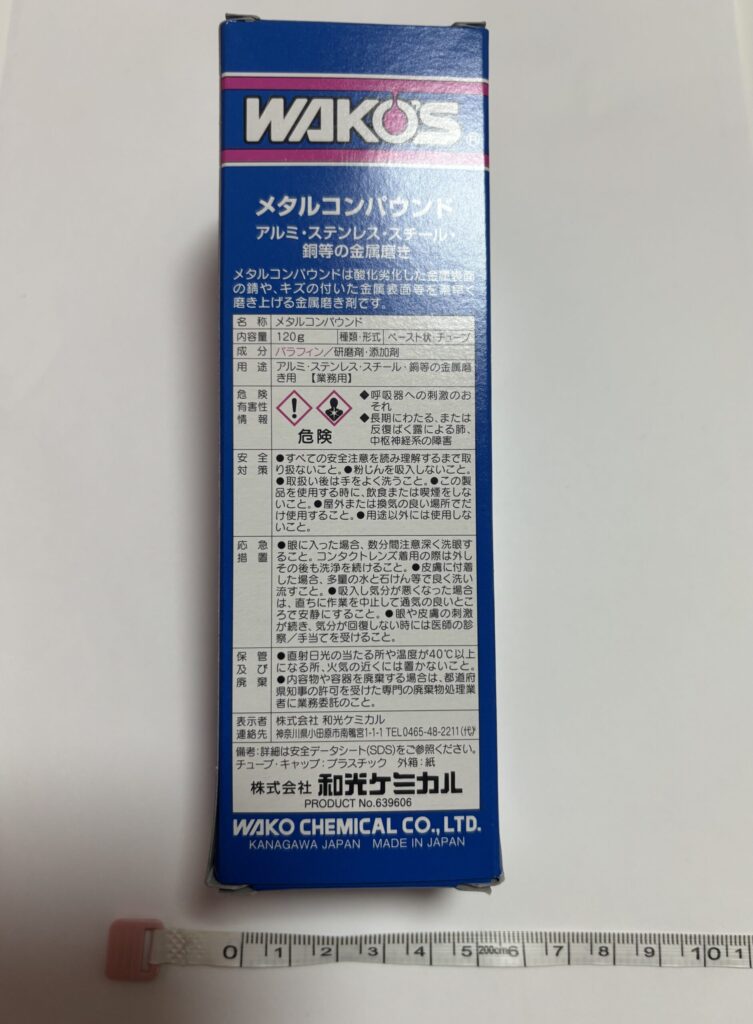 WAKO'S®
メタルコンパウンド
アルミ・ステンレス・スチール・
銅等の金属磨き
メタルコンパウンドは酸化劣化した金属表面
の錆や、キズの付いた金属表面等を素早く
磨き上げる金属磨き剤です。
名称 メタルコンパウンド
内容量 120g 種類・形式 ペースト状・チューブ
成分 パラフィン／研磨剤・添加剤
用途 アルミ・ステンレス・スチール・銅等の金属磨
き用 【業務用】
危険
有害性
情報
危険
◆呼吸器への刺激のお
それ
◆長期にわたる、または
反復ばく露による肺、
中枢神経系の障害
安全
対策
●すべての安全注意を読み理解するまで取
り扱ないこと。●粉じんを吸入しないこと。
●取扱い後は手をよく洗うこと。●この製
品を使用する時に、飲食または喫煙をしな
いこと。●屋外または換気の良い場所でだ
け使用すること。●用途以外には使用しな
いこと。
応急
措置
●眼に入った場合、数分間注意深く洗眼す
ること。コンタクトレンズ着用の際は外し
その後も洗浄を続けること。●皮膚に付着
した場合、多量の水と石けん等で良く洗い
流すこと。●吸入し気分が悪くなった場合
は、直ちに作業を中止して通気の良いところ
で安静にすること。●眼や皮膚の刺激
が続き、気分が回復しない時には医師の診
察／手当てを受けること。
保管
及び
廃棄
●直射日光の当たる所や温度が40℃以上
になる所、火気の近くには置かないこと。
●内容物や容器を廃棄する場合は、都道府
県知事の許可を受けた専門の廃棄物処理業
者に業務委託のこと。
表示者 株式会社 和光ケミカル
連絡先 神奈川県小田原市南鴨宮1-1-1 TEL.0465-48-2211(代)
備考:詳細は安全データシート(SDS)をご参照ください。
チューブ・キャップ:プラスチック 外箱:紙
株式会社 和光ケミカル
PRODUCT No.639606
WAKO CHEMICAL CO.,LTD.
KANAGAWA JAPAN MADE IN JAPAN
0 1 2 3 4 5 200cm 6 7 8 9 10 1